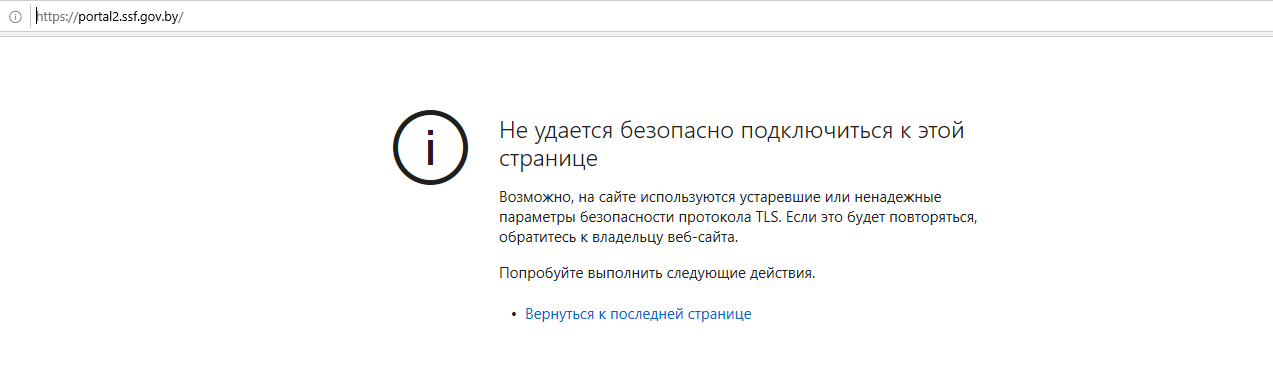 https://portal2.ssf.gov.by/
Не удается безопасно подключиться к этой
странице
Возможно, на сайте используются устаревшие или ненадежные
параметры безопасности протокола TLS. Если это будет повторяться,
обратитесь к владельцу веб-сайта.
Попробуйте выполнить следующие действия.
• Вернуться к последней странице